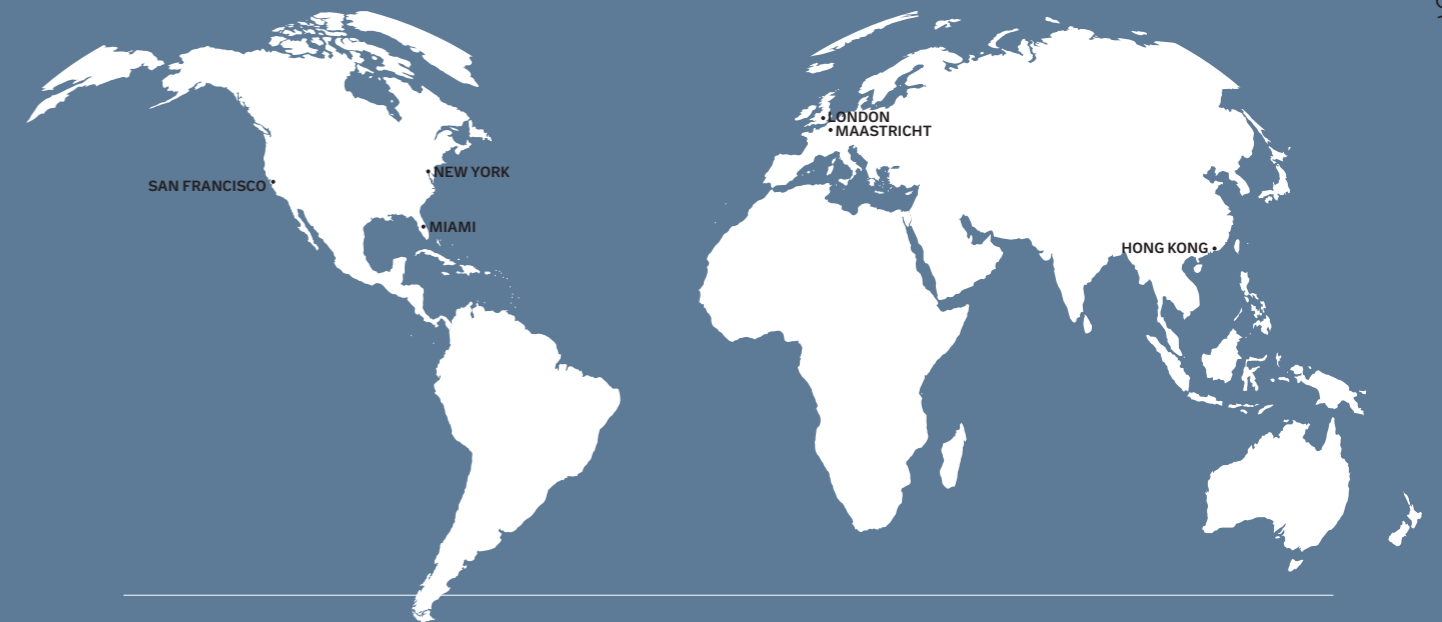 LONDON
MAASTRICHT
NEW YORK
SAN FRANCISCO
MIAMI
HONG KONG